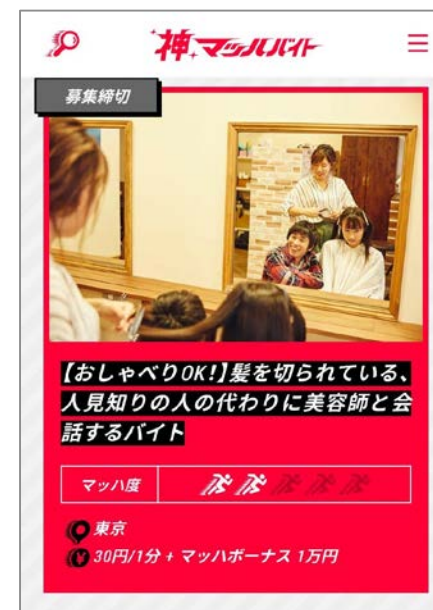 神.マッハバイト
募集締切
【おしゃべりOK!】髪を切られている、
人見知りの人の代わりに美容師と会
話するバイト
マッハ度
東京
30円/1分 + マッハボーナス 1万円